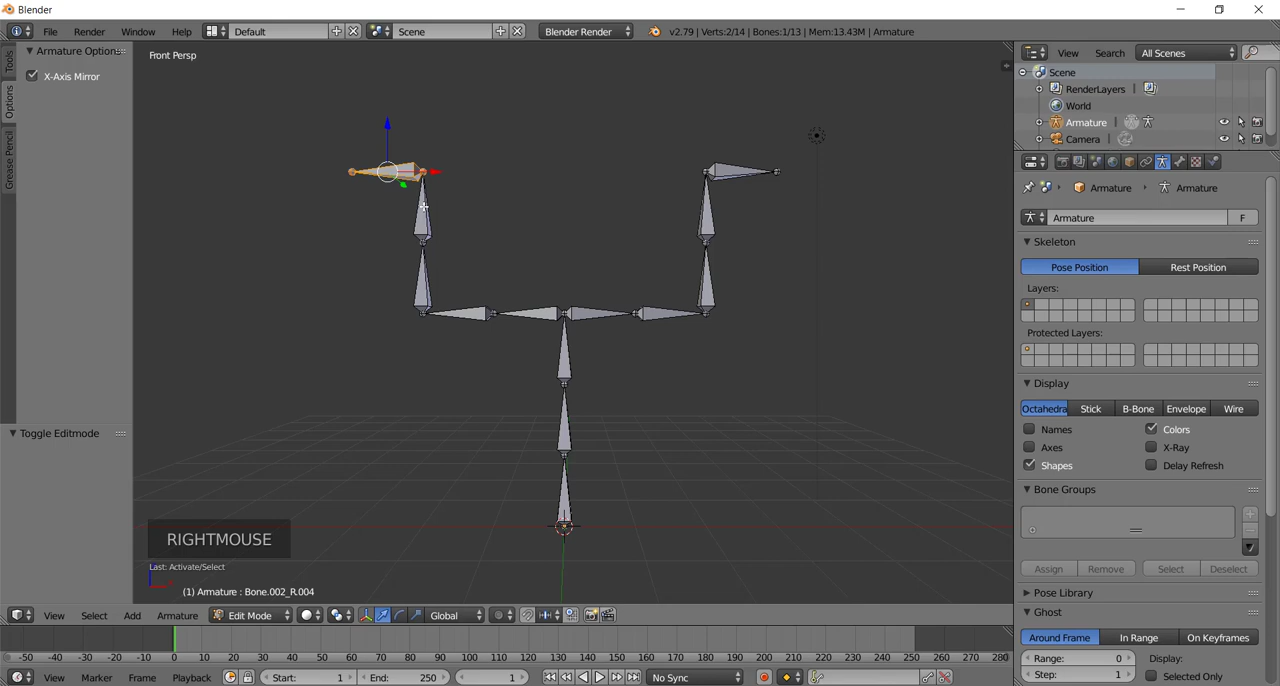 Blender
File Render Window Help Default Scene Blender Render v2.79 | Verts:2/14 | Bones:1/13 | Mem:13.43M | Armature
Armature Option
X-Axis Mirror
Tools
Options
Grease Pencil
Toggle Editmode
Front Persp
RIGHTMOUSE
Last: Activate/Select
(1) Armature : Bone.002_R.004
View Select Add Armature Edit Mode Global
-50 -40 -30 -20 -10 0 10 20 30 40 50 60 70 80 90 100 110 120 130 140 150 160 170 180 190 200 210 220 230 240 250 260 270 280
View Marker Frame Playback Start: 1 End: 250 1 No Sync
View Search All Scenes
Scene
RenderLayers
World
Armature
Camera
Armature Armature
Armature F
Skeleton
Pose Position Rest Position
Layers:
Protected Layers:
Display
Octahedra Stick B-Bone Envelope Wire
Names Colors
Axes X-Ray
Shapes Delay Refresh
Bone Groups
Assign Remove Select Deselect
Pose Library
Ghost
Around Frame In Range On Keyframes
Range: 0 Display:
Step: 1 Selected Only